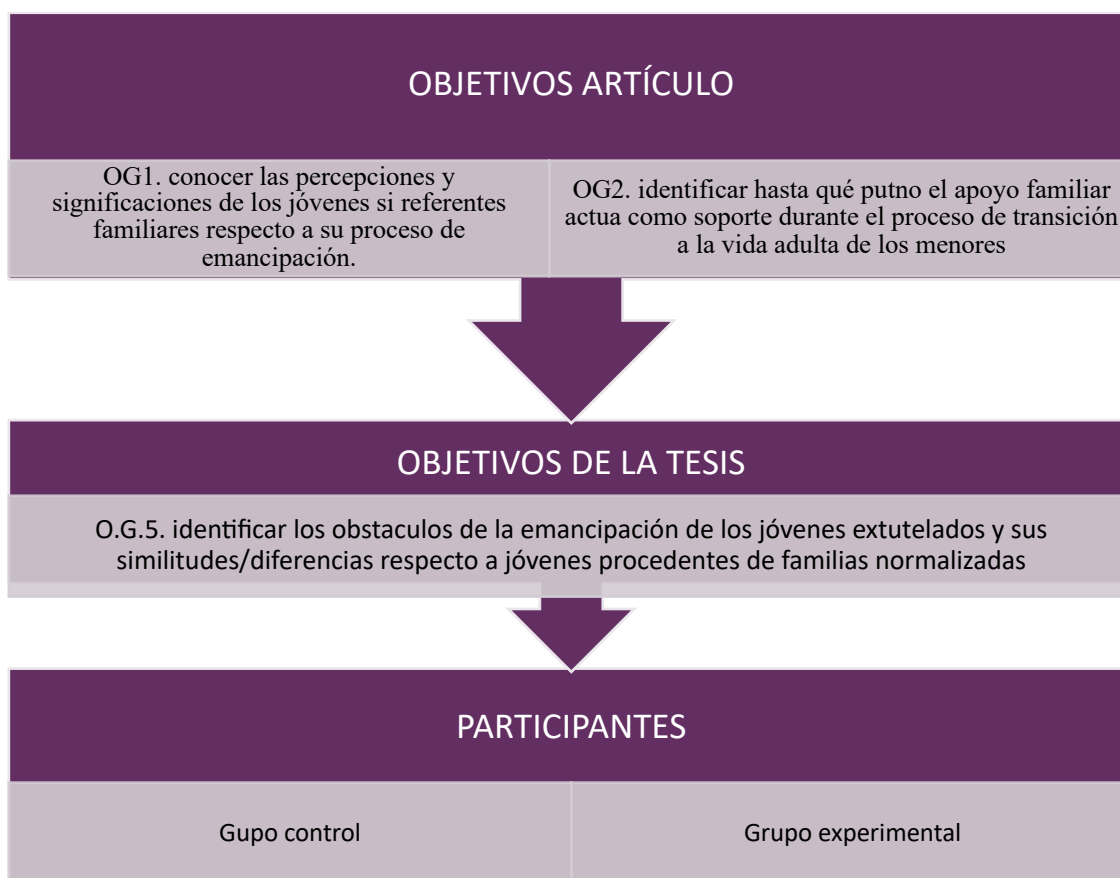 OBJETIVOS ARTÍCULO
OG1. conocer las percepciones y
significaciones de los jóvenes si referentes
familiares respecto a su proceso de
emancipación.
OG2. identificar hasta qué putno el apoyo familiar
actua como soporte durante el proceso de transición
a la vida adulta de los menores
OBJETIVOS DE LA TESIS
O.G.5. identificar los obstaculos de la emancipación de los jóvenes extutelados y sus
similitudes/diferencias respecto a jóvenes procedentes de familias normalizadas
PARTICIPANTES
Gupo control
Grupo experimental